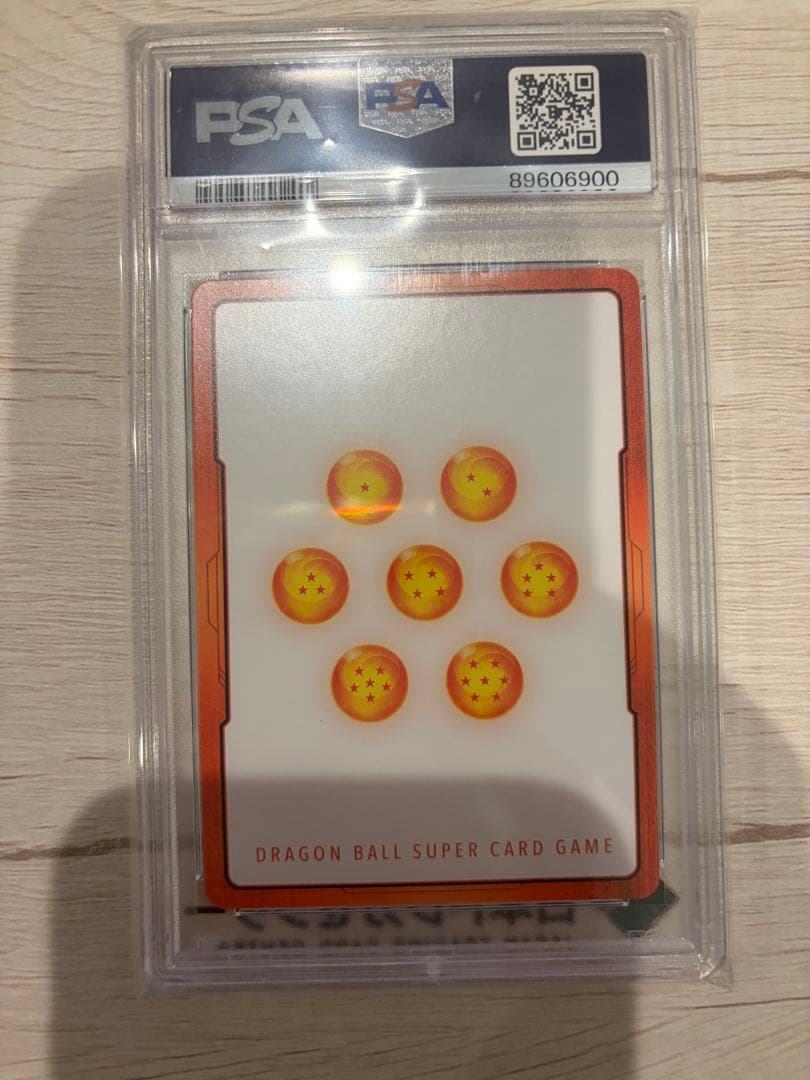 PSA
PSA
89606900
DRAGON BALL SUPER CARD GAME